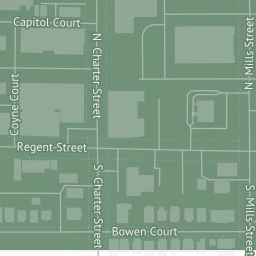 Capitol Court
N Charter Street
N Mills Street
Coyne Court
Regent Street
S Charter Street
S Mills Street
Bowen Court